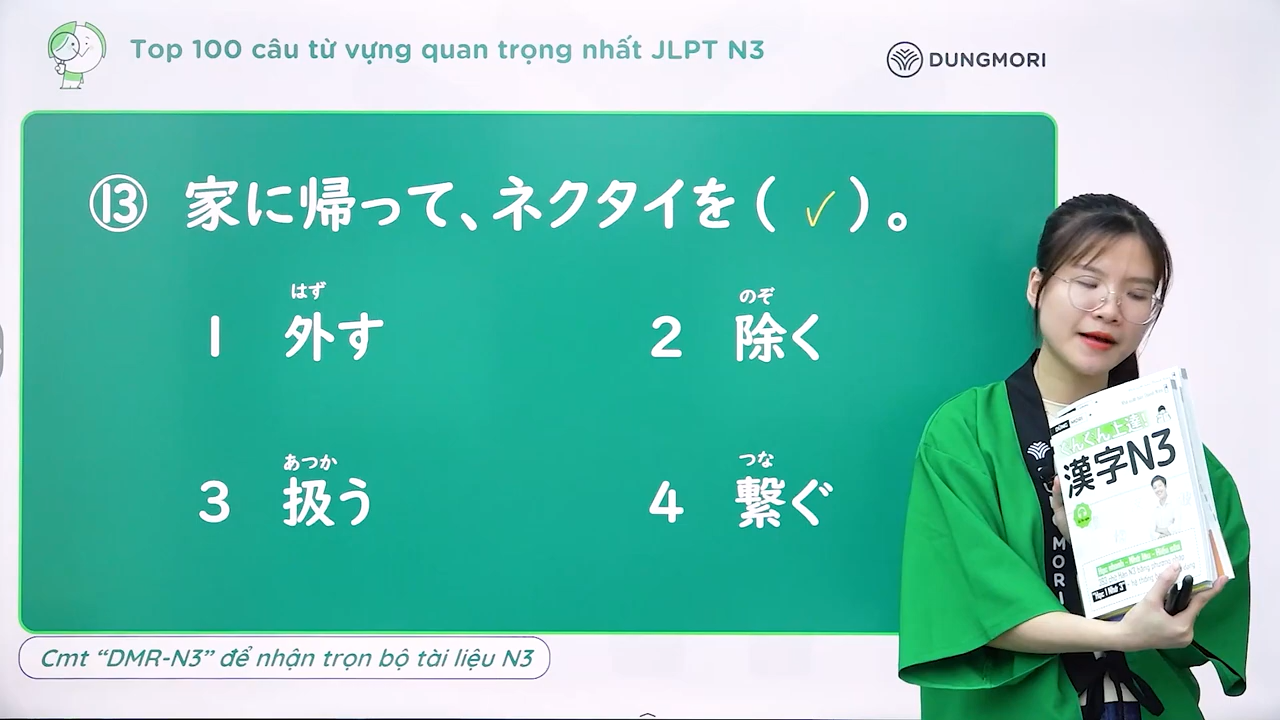 Top 100 câu từ vựng quan trọng nhất JLPT N3
DUNGMORI
⑬ 家に帰って、ネクタイを( ✓ )。
はず
1 外す
のぞ
2 除く
あつか
3 扱う
つな
4 繋ぐ
Cmt “DMR-N3” để nhận trọn bộ tài liệu N3
漢字N3
MORI